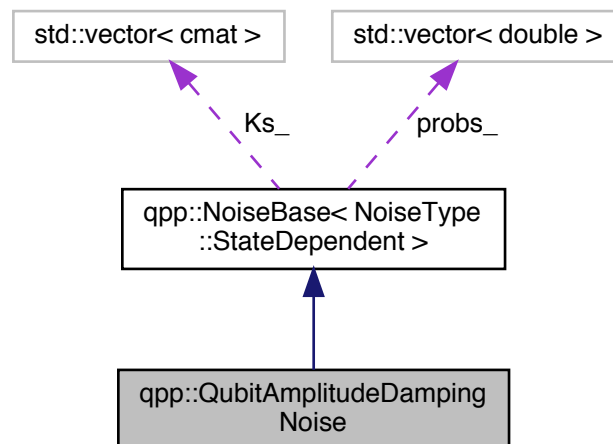 std::vector< cmat >
std::vector< double >
Ks_
probs_
qpp::NoiseBase< NoiseType
::StateDependent >
qpp::QubitAmplitudeDamping
Noise